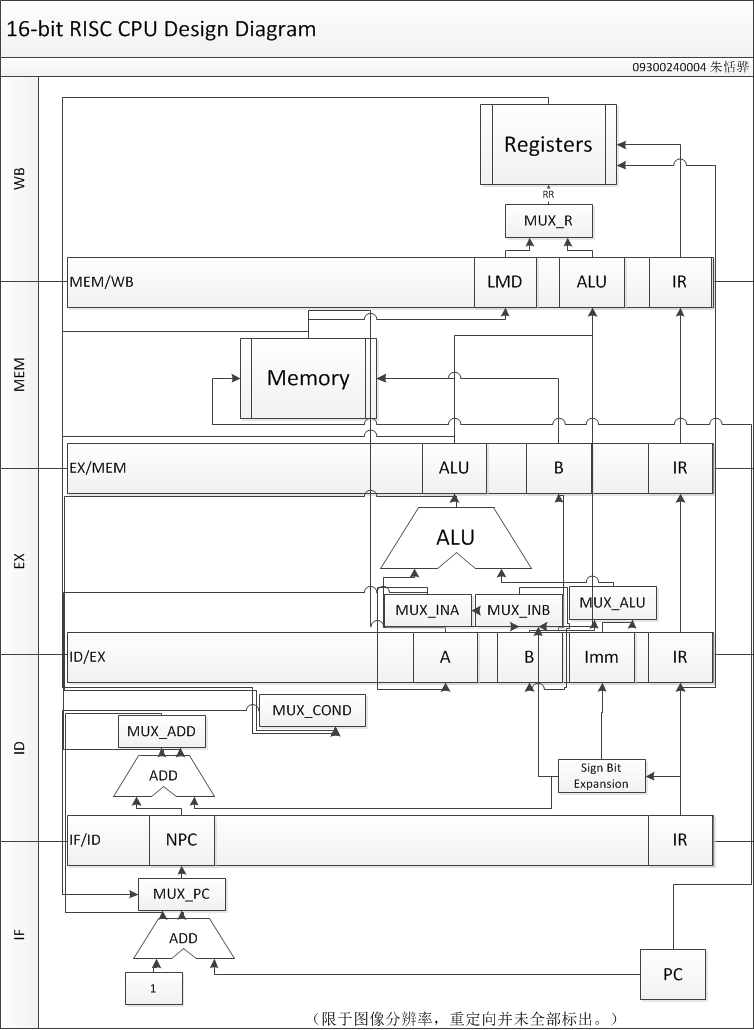 16-bit RISC CPU Design Diagram
09300240004 朱恬骅
WB
Registers
RR
MUX_R
MEM/WB
LMD
ALU
IR
MEM
Memory
EX/MEM
ALU
B
IR
EX
ALU
MUX_INA
MUX_INB
MUX_ALU
ID/EX
A
B
Imm
IR
ID
MUX_COND
MUX_ADD
ADD
Sign Bit
Expansion
IF/ID
NPC
IR
IF
MUX_PC
ADD
PC
1
（限于图像分辨率，重定向并未全部标出。）